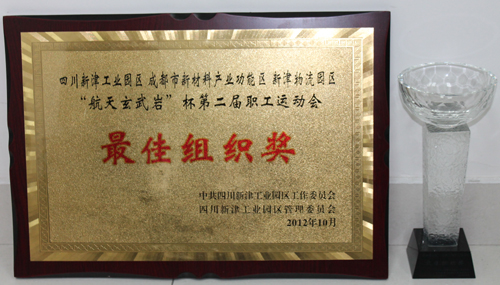 四川新津工业园区 成都市新材料产业功能区 新津物流园区
“航天玄武岩”杯第二届职工运动会
最佳组织奖
中共四川新津工业园区工作委员会
四川新津工业园区管理委员会
2012年10月